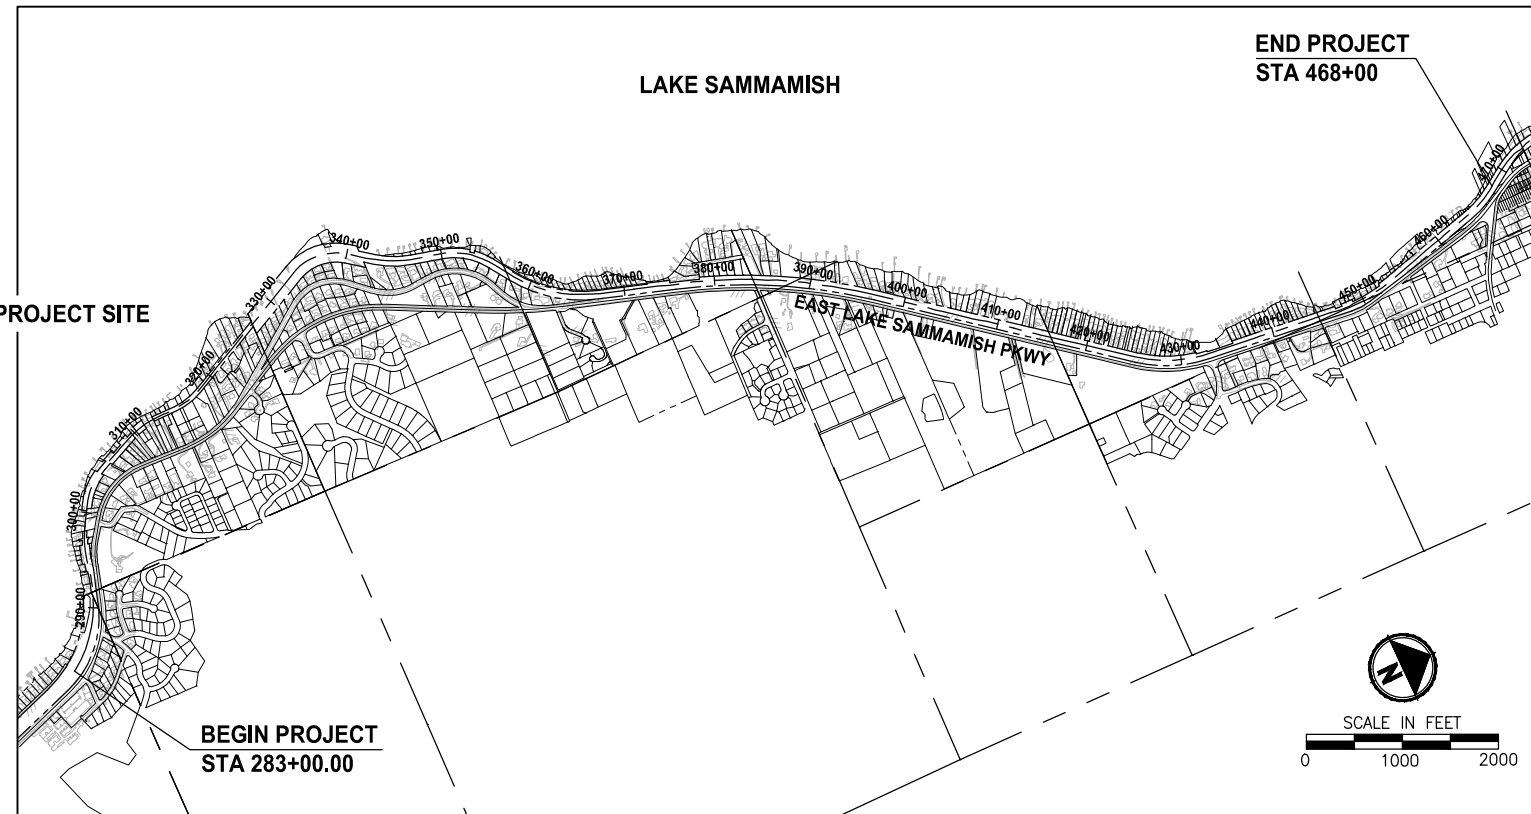 END PROJECT
STA 468+00
LAKE SAMMAMISH
470+00
460+00
340+00
350+00
360+00
370+00
380+00
390+00
400+00
410+00
420+00
430+00
440+00
450+00
330+00
PROJECT SITE
EAST LAKE SAMMAMISH PKWY
320+00
310+00
300+00
290+00
N
BEGIN PROJECT
STA 283+00.00
SCALE IN FEET
0 1000 2000